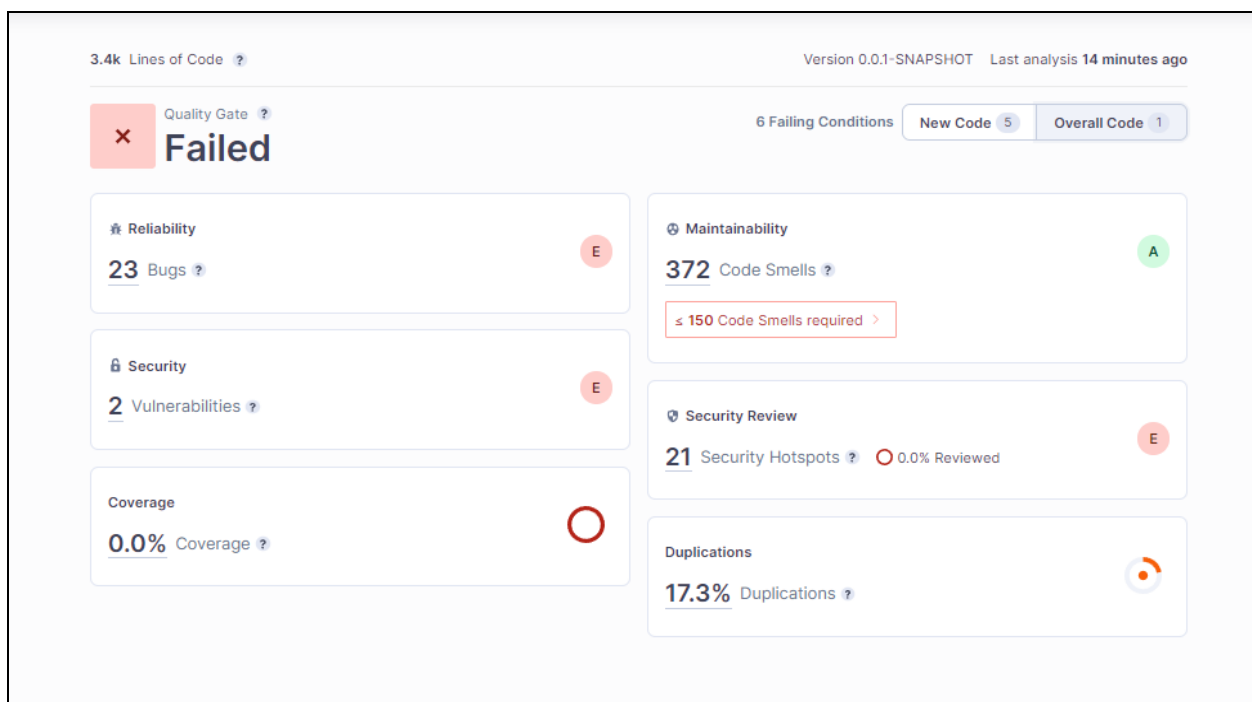 3.4k Lines of Code ?
Version 0.0.1-SNAPSHOT Last analysis 14 minutes ago
Quality Gate ?
Failed
6 Failing Conditions
New Code 5
Overall Code 1
Reliability
23 Bugs ?
E
Security
2 Vulnerabilities ?
E
Coverage
0.0% Coverage ?
Maintainability
372 Code Smells ?
A
≤ 150 Code Smells required >
Security Review
21 Security Hotspots ? 0.0% Reviewed
E
Duplications
17.3% Duplications ?